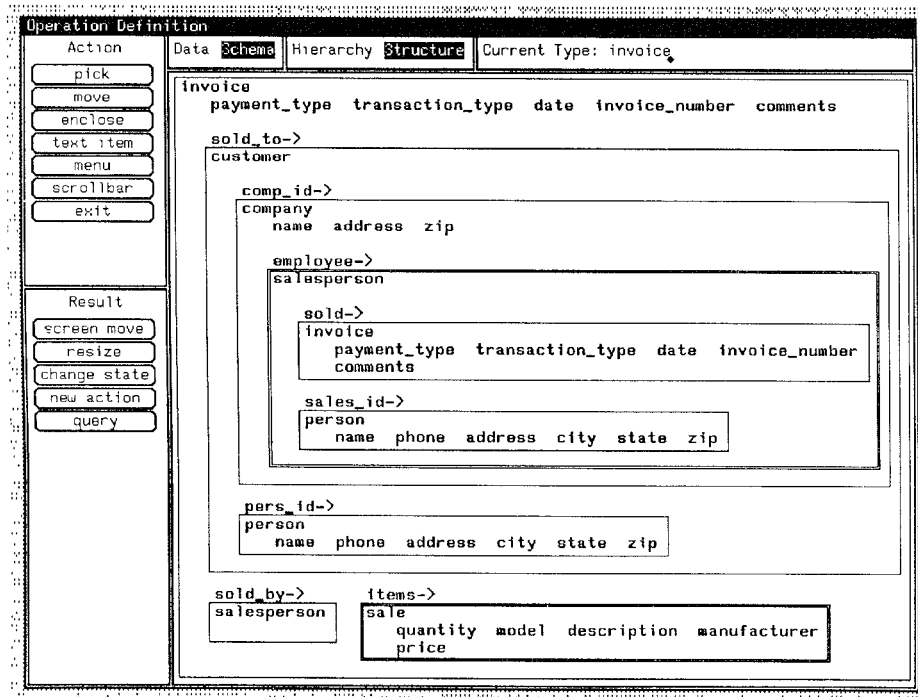 Operation Definition
Action
Data Schema Hierarchy Structure Current Type: invoice
pick
move
enclose
text item
menu
scrollbar
exit
Result
screen move
resize
change state
new action
query
invoice
payment_type transaction_type date invoice_number comments
sold_to->
customer
comp_id->
company
name address zip
employee->
salesperson
sold->
invoice
payment_type transaction_type date invoice_number
comments
sales_id->
person
name phone address city state zip
pers_id->
person
name phone address city state zip
sold_by->
salesperson
items->
sale
quantity model description manufacturer
price